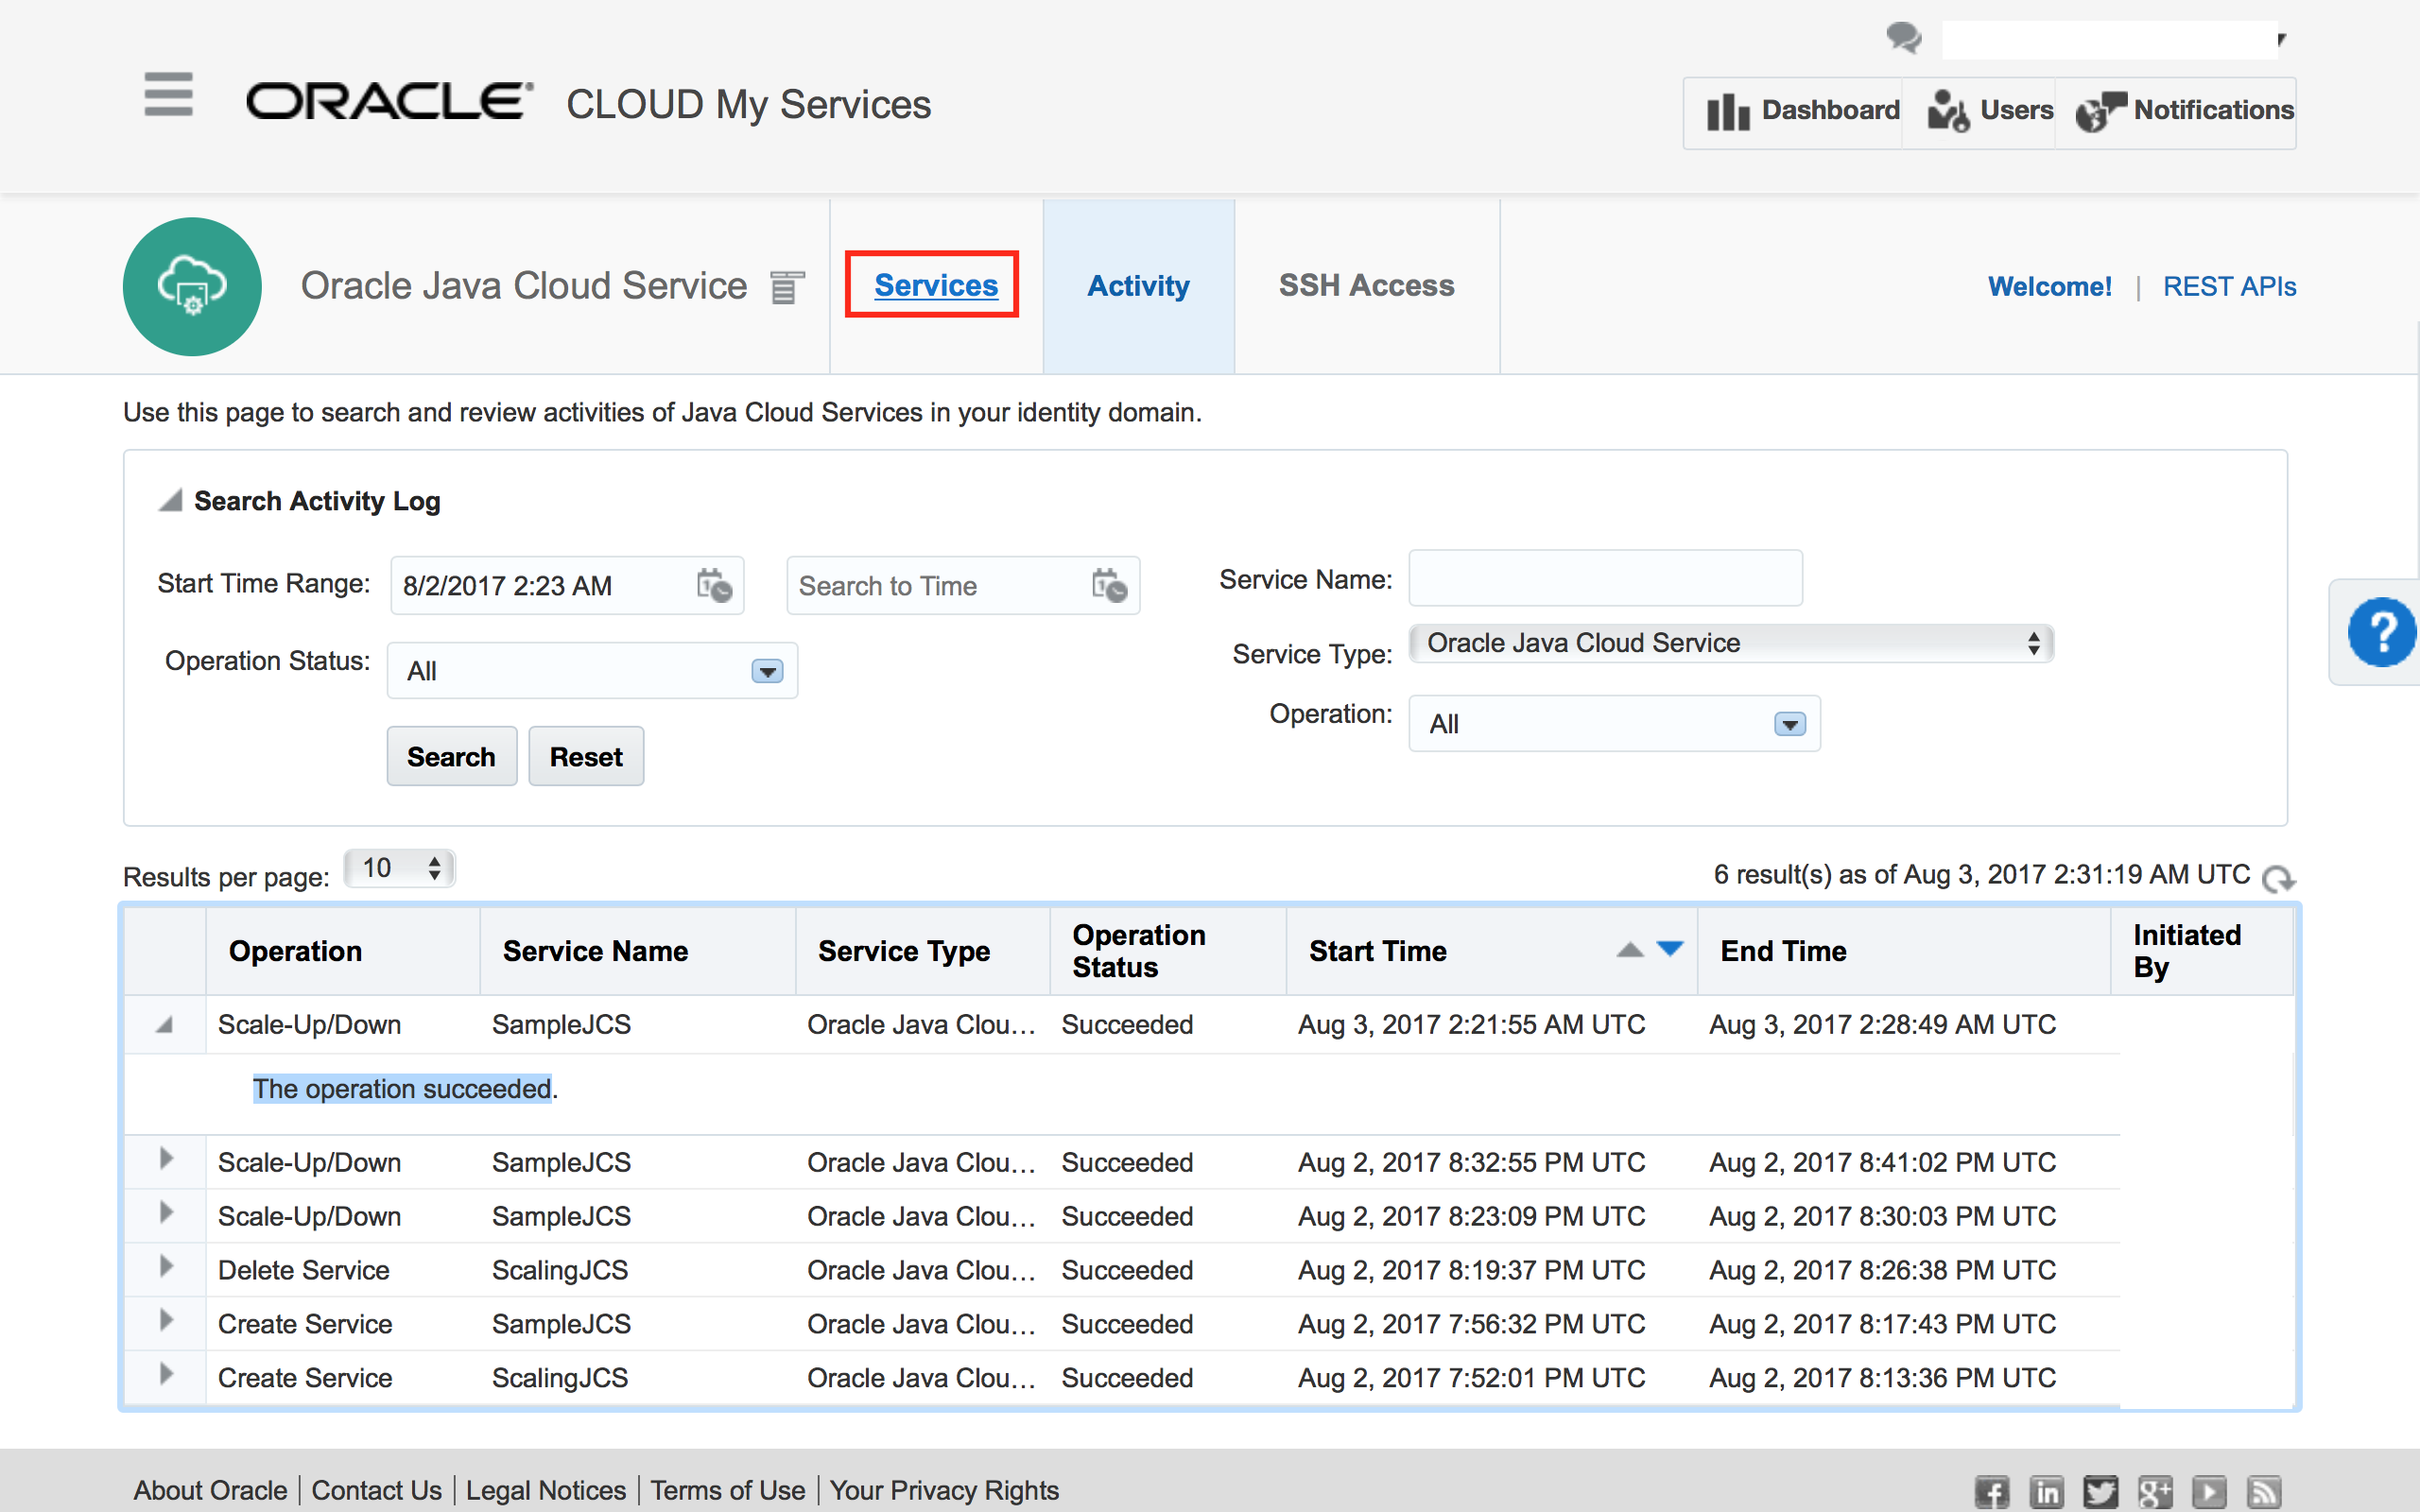 ORACLE CLOUD My Services
Dashboard Users Notifications
Oracle Java Cloud Service Services Activity SSH Access Welcome! | REST APIs
Use this page to search and review activities of Java Cloud Services in your identity domain.
Search Activity Log
Start Time Range: 8/2/2017 2:23 AM Search to Time Service Name:
Operation Status: All Service Type: Oracle Java Cloud Service
Operation: All
Search Reset
Results per page: 10 6 result(s) as of Aug 3, 2017 2:31:19 AM UTC
Operation Service Name Service Type Operation Status Start Time End Time Initiated By
Scale-Up/Down SampleJCS Oracle Java Clou... Succeeded Aug 3, 2017 2:21:55 AM UTC Aug 3, 2017 2:28:49 AM UTC
The operation succeeded.
Scale-Up/Down SampleJCS Oracle Java Clou... Succeeded Aug 2, 2017 8:32:55 PM UTC Aug 2, 2017 8:41:02 PM UTC
Scale-Up/Down SampleJCS Oracle Java Clou... Succeeded Aug 2, 2017 8:23:09 PM UTC Aug 2, 2017 8:30:03 PM UTC
Delete Service ScalingJCS Oracle Java Clou... Succeeded Aug 2, 2017 8:19:37 PM UTC Aug 2, 2017 8:26:38 PM UTC
Create Service SampleJCS Oracle Java Clou... Succeeded Aug 2, 2017 7:56:32 PM UTC Aug 2, 2017 8:17:43 PM UTC
Create Service ScalingJCS Oracle Java Clou... Succeeded Aug 2, 2017 7:52:01 PM UTC Aug 2, 2017 8:13:36 PM UTC
About Oracle | Contact Us | Legal Notices | Terms of Use | Your Privacy Rights